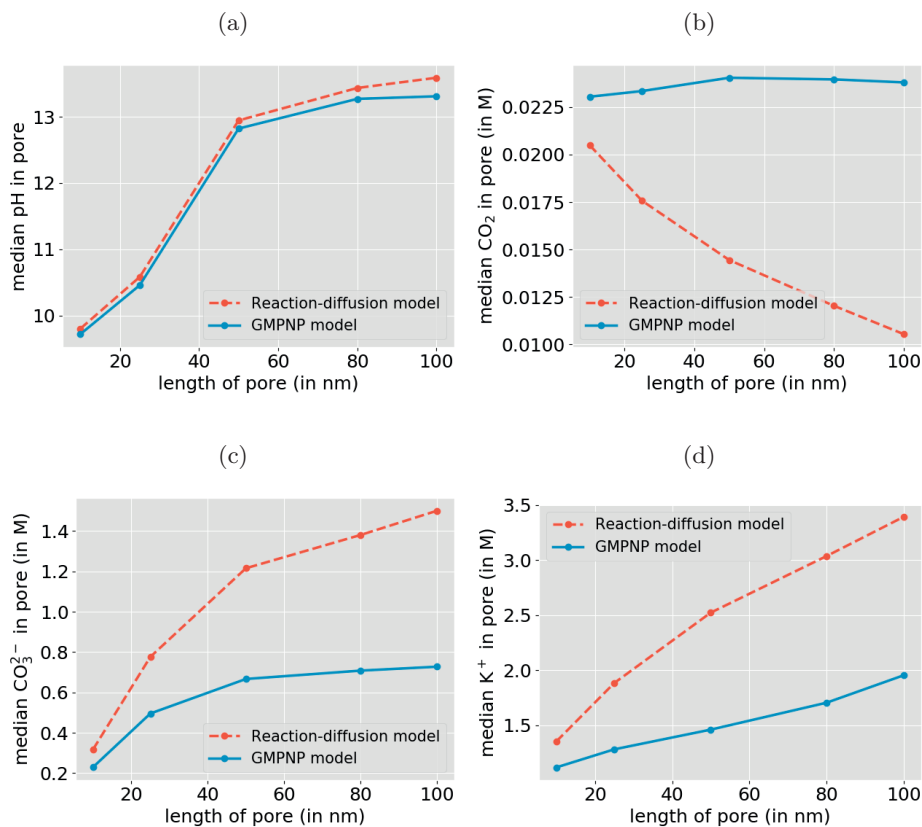 (a)
median pH in pore
13
12
11
10
Reaction-diffusion model
GMPNP model
20 40 60 80 100
length of pore (in nm)
(b)
median CO₂ in pore (in M)
0.0225
0.0200
0.0175
0.0150
0.0125
0.0100
Reaction-diffusion model
GMPNP model
20 40 60 80 100
length of pore (in nm)
(c)
median CO₃²⁻ in pore (in M)
1.4
1.2
1.0
0.8
0.6
0.4
0.2
Reaction-diffusion model
GMPNP model
20 40 60 80 100
length of pore (in nm)
(d)
median K⁺ in pore (in M)
3.5
3.0
2.5
2.0
1.5
Reaction-diffusion model
GMPNP model
20 40 60 80 100
length of pore (in nm)